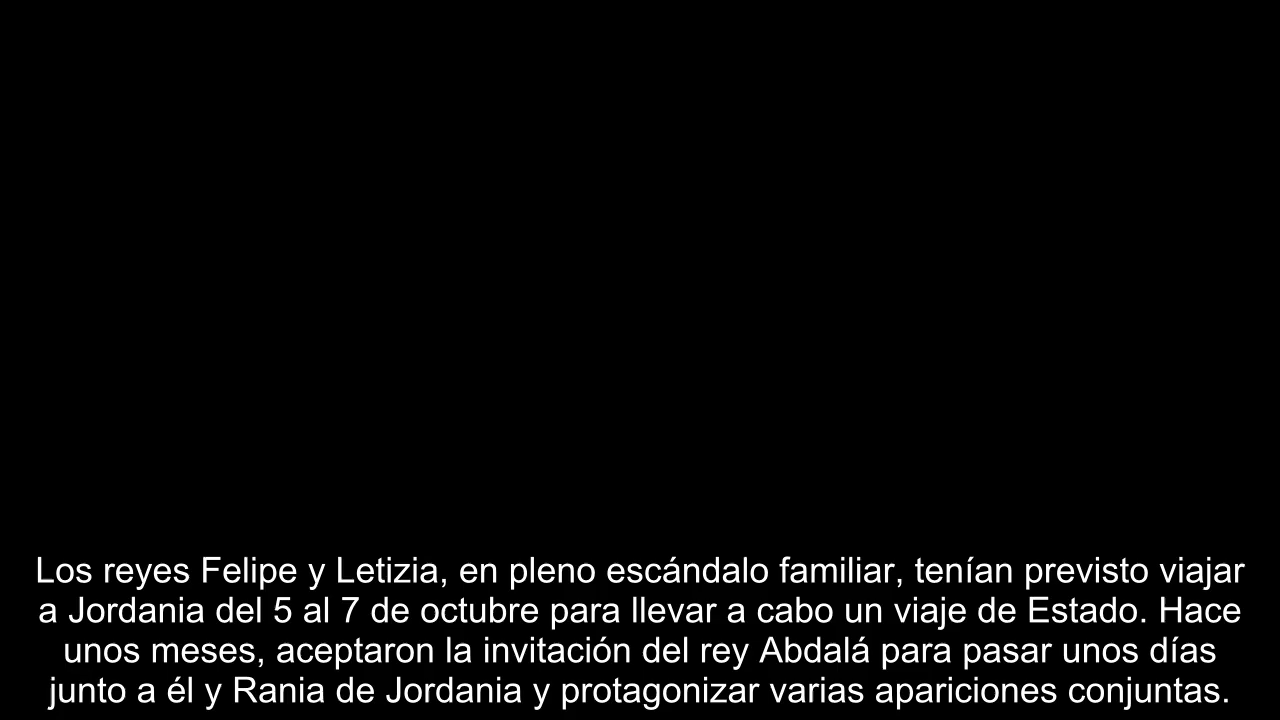 Los reyes Felipe y Letizia, en pleno escándalo familiar, tenían previsto viajar
a Jordania del 5 al 7 de octubre para llevar a cabo un viaje de Estado. Hace
unos meses, aceptaron la invitación del rey Abdalá para pasar unos días
junto a él y Rania de Jordania y protagonizar varias apariciones conjuntas.